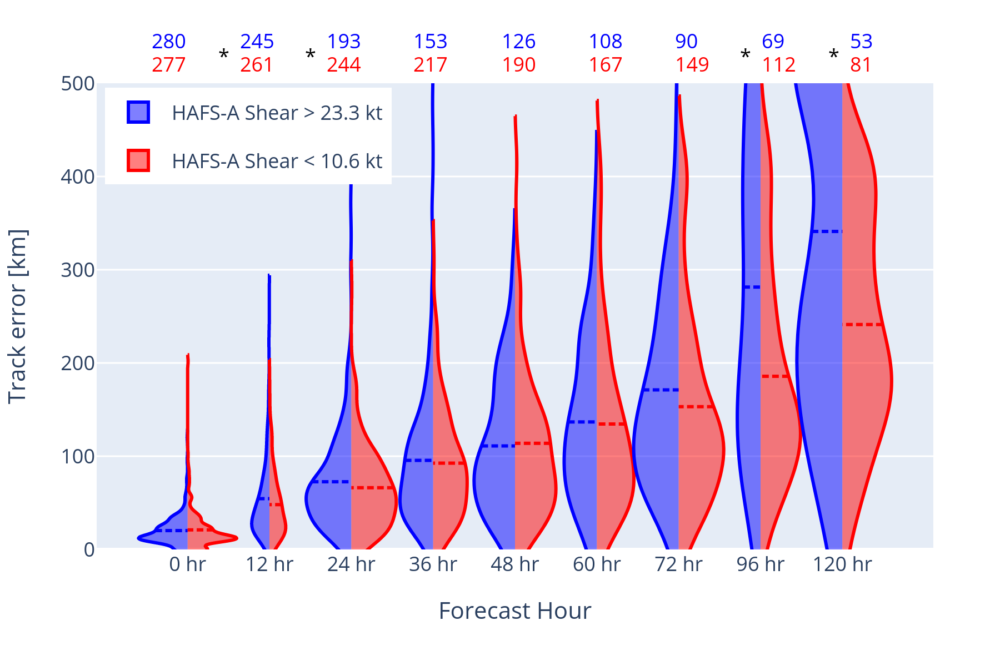 280 245 193 153 126 108 90 69 53
* * * *
277 261 244 217 190 167 149 112 81
500
HAFS-A Shear > 23.3 kt
HAFS-A Shear < 10.6 kt
400
300
200
100
0
Track error [km]
0 hr 12 hr 24 hr 36 hr 48 hr 60 hr 72 hr 96 hr 120 hr
Forecast Hour